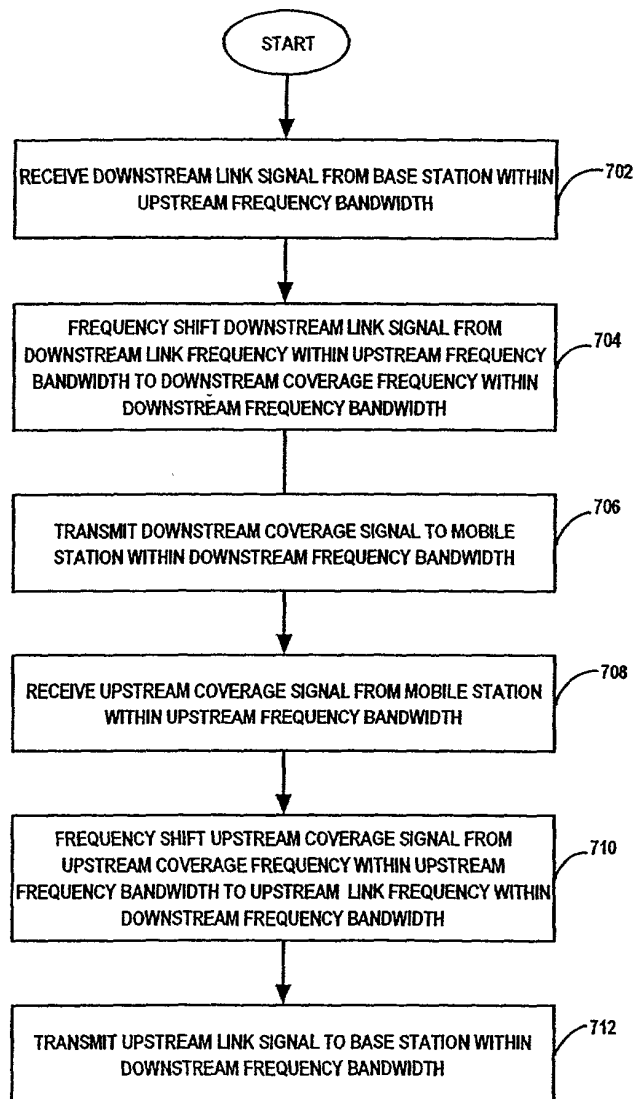 START
RECEIVE DOWNSTREAM LINK SIGNAL FROM BASE STATION WITHIN
UPSTREAM FREQUENCY BANDWIDTH
702
FREQUENCY SHIFT DOWNSTREAM LINK SIGNAL FROM
DOWNSTREAM LINK FREQUENCY WITHIN UPSTREAM FREQUENCY
BANDWIDTH TO DOWNSTREAM COVERAGE FREQUENCY WITHIN
DOWNSTREAM FREQUENCY BANDWIDTH
704
TRANSMIT DOWNSTREAM COVERAGE SIGNAL TO MOBILE
STATION WITHIN DOWNSTREAM FREQUENCY BANDWIDTH
706
RECEIVE UPSTREAM COVERAGE SIGNAL FROM MOBILE STATION
WITHIN UPSTREAM FREQUENCY BANDWIDTH
708
FREQUENCY SHIFT UPSTREAM COVERAGE SIGNAL FROM
UPSTREAM COVERAGE FREQUENCY WITHIN UPSTREAM
FREQUENCY BANDWIDTH TO UPSTREAM LINK FREQUENCY WITHIN
DOWNSTREAM FREQUENCY BANDWIDTH
710
TRANSMIT UPSTREAM LINK SIGNAL TO BASE STATION WITHIN
DOWNSTREAM FREQUENCY BANDWIDTH
712